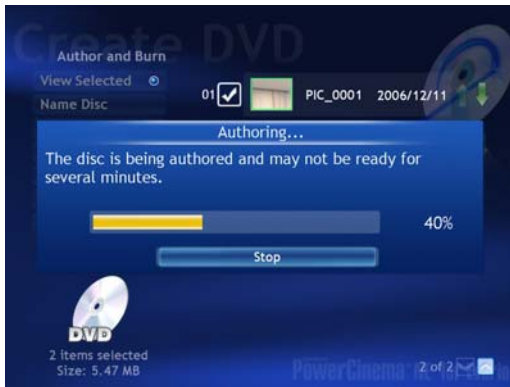 Create DVD
Author and Burn
View Selected
Name Disc
01
PIC_0001 2006/12/11
Authoring...
The disc is being authored and may not be ready for
several minutes.
40%
Stop
DVD
2 items selected
Size: 5.47 MB
PowerCinema
2 of 2